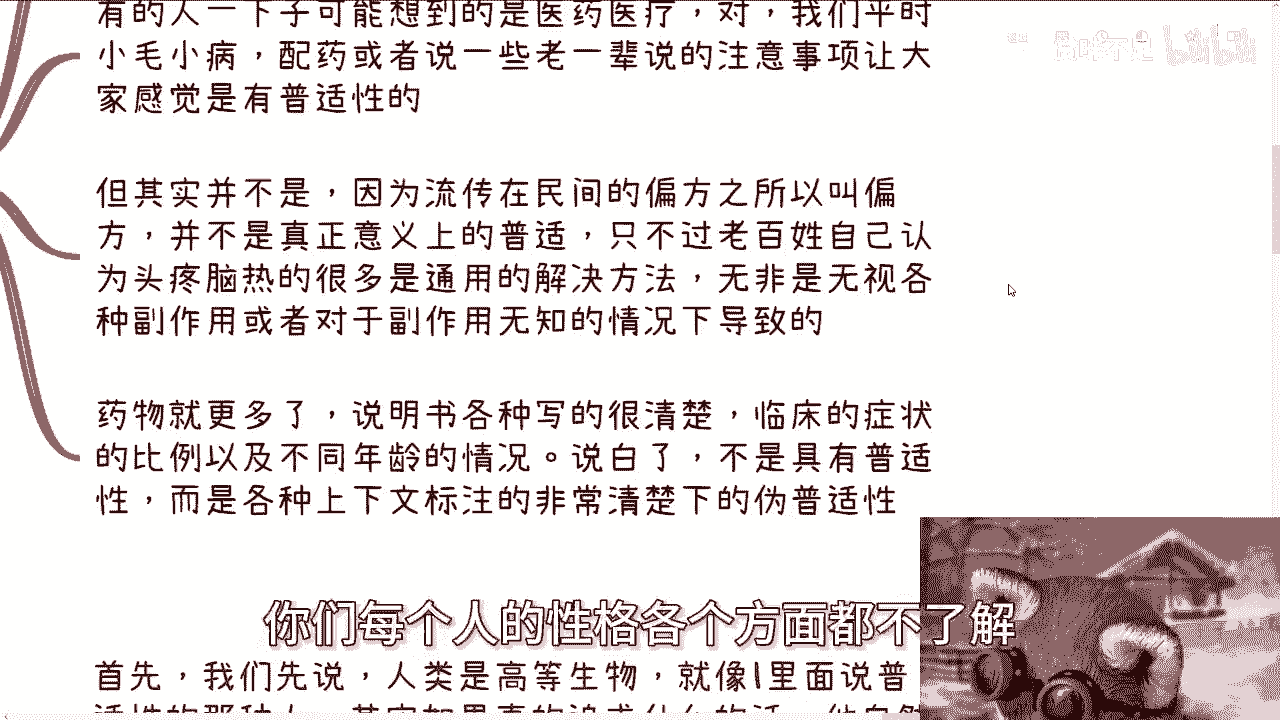 有的人一下子可能想到的是医药医疗，对，我们平时
小毛小病，配药或者说一些老一辈说的注意事项让大
家感觉是有普适性的
但其实并不是，因为流传在民间的偏方之所以叫偏
方，并不是真正意义上的普适，只不过老百姓自己认
为头疼脑热的很多是通用的解决方法，无非是无视各
种副作用或者对于副作用无知的情况下导致的
药物就更多了，说明书各种写的很清楚，临床的症状
的比例以及不同年龄的情况。说白了，不是具有普适
性，而是各种上下文标注的非常清楚下的伪普适性
你们每个人的性格各个方面都不了解
首先，我们先说，人类是高等生物，就像1里面说普